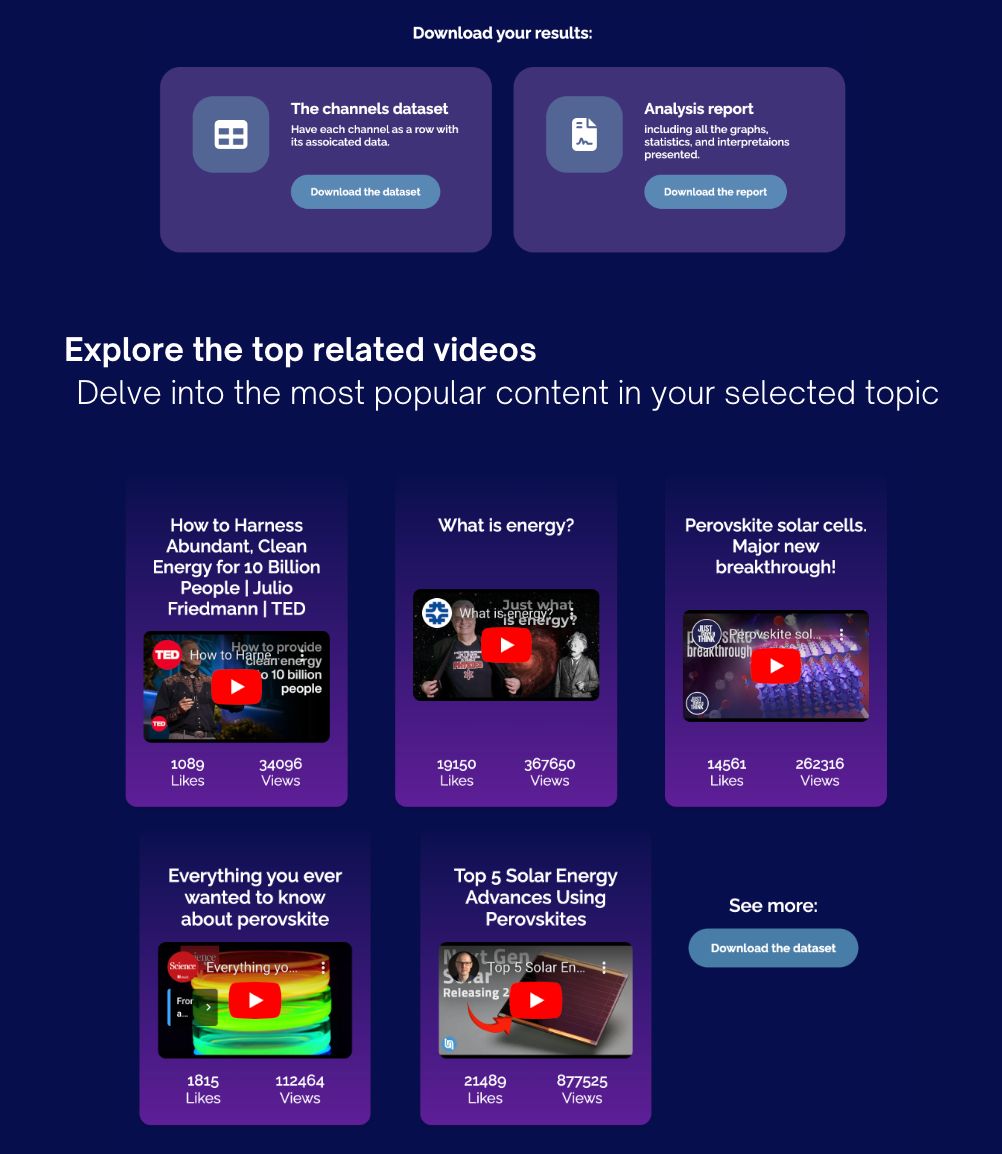 Download your results:
The channels dataset
Have each channel as a row with
its assoicated data.
Download the dataset
Analysis report
including all the graphs,
statistics, and interpretaions
presented.
Download the report
Explore the top related videos
Delve into the most popular content in your selected topic
How to Harness
Abundant, Clean
Energy for 10 Billion
People | Julio
Friedmann | TED
TED
How to Harne...
How to provide
clean energy
to 10 billion
people
TED
1089
Likes
34096
Views
What is energy?
What is energy?
Just what
is energy?
19150
Likes
367650
Views
Perovskite solar cells.
Major new
breakthrough!
JUST
THINK
Perovskite sol...
breakthrough
JUST
THINK
14561
Likes
262316
Views
Everything you ever
wanted to know
about perovskite
Science
Everything yo...
From
a...
1815
Likes
112464
Views
Top 5 Solar Energy
Advances Using
Perovskites
Next Gen
Solar
Top 5 Solar En...
Releasing 2
21489
Likes
877525
Views
See more:
Download the dataset